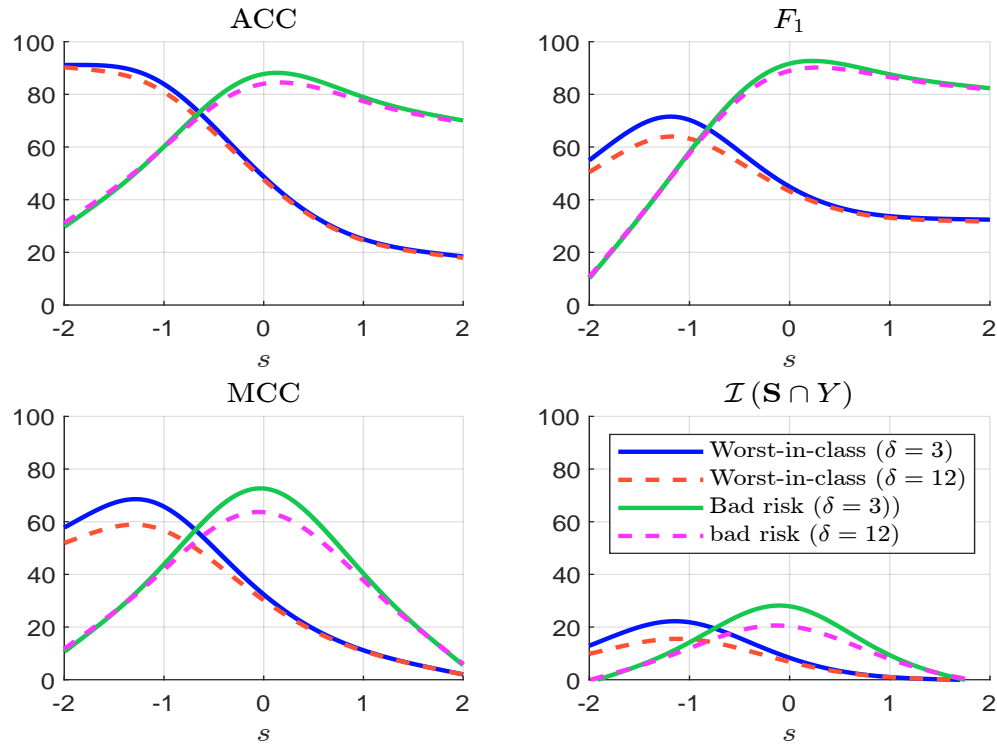 ACC
100
80
60
40
20
0
-2 -1 0 1 2
s
F₁
100
80
60
40
20
0
-2 -1 0 1 2
s
MCC
100
80
60
40
20
0
-2 -1 0 1 2
s
𝓘 (𝐒 ∩ Y)
100
80
60
40
20
0
Worst-in-class (δ = 3)
Worst-in-class (δ = 12)
Bad risk (δ = 3))
bad risk (δ = 12)
-2 -1 0 1 2
s